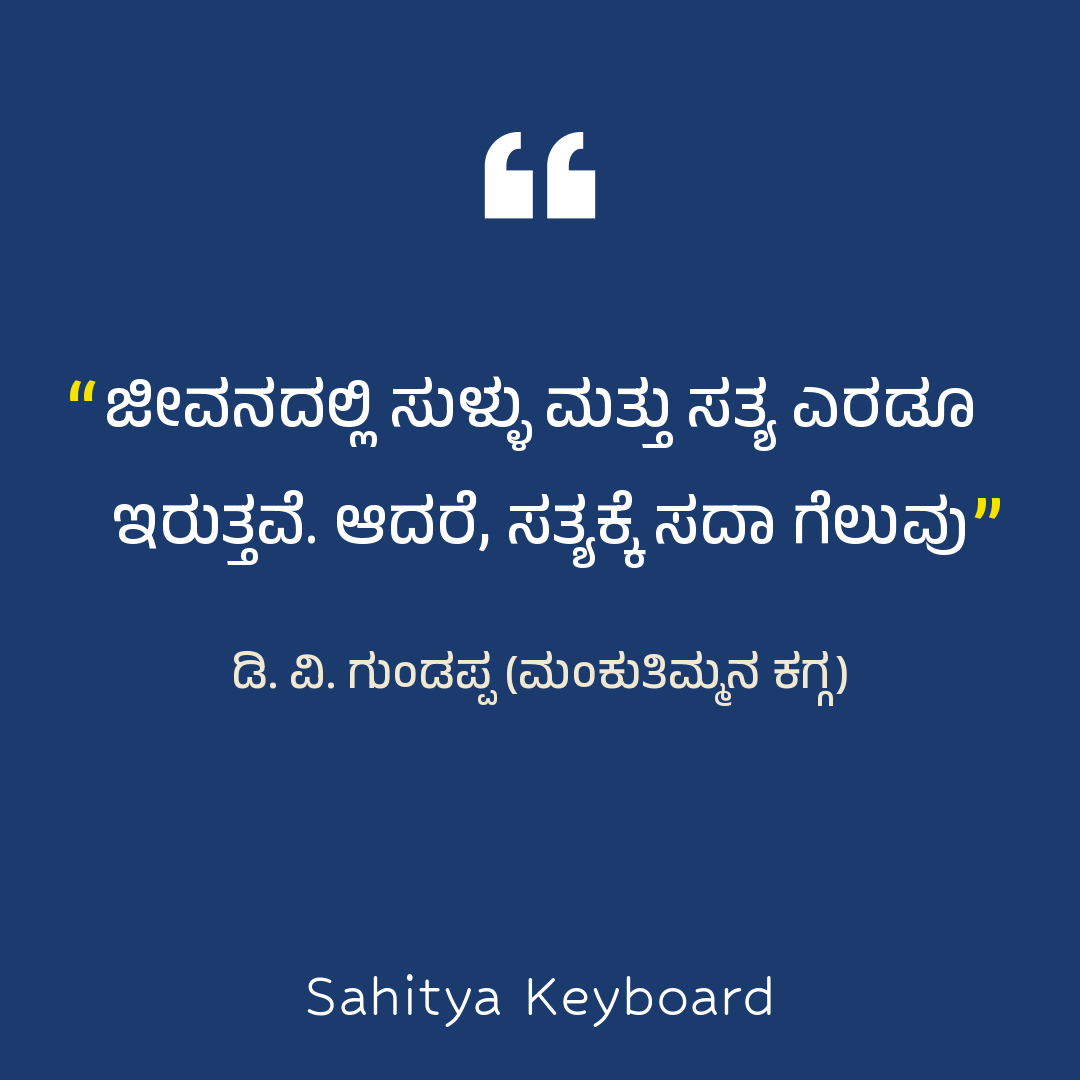 “
“ಜೀವನದಲ್ಲಿ ಸುಳ್ಳು ಮತ್ತು ಸತ್ಯ ಎರಡೂ
ಇರುತ್ತವೆ. ಆದರೆ, ಸತ್ಯಕ್ಕೆ ಸದಾ ಗೆಲುವು”
ಡಿ. ವಿ. ಗುಂಡಪ್ಪ (ಮಂಕುತಿಮ್ಮನ ಕಗ್ಗ)
Sahitya Keyboard